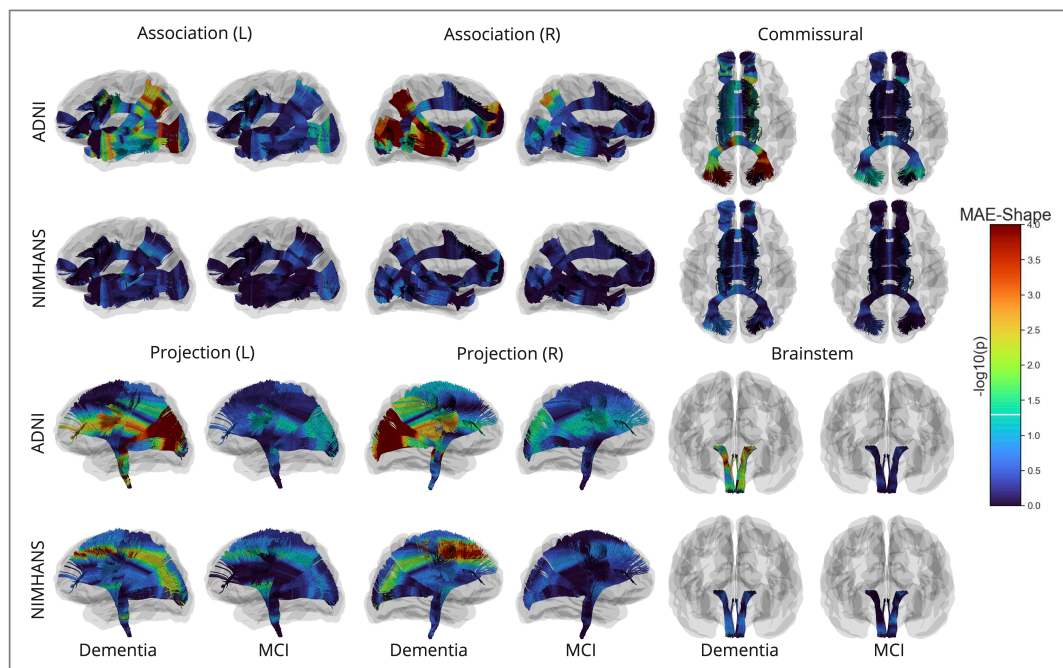 Association (L) Association (R) Commissural
ADNI
NIMHANS
MAE-Shape
4.0
3.5
3.0
2.5
2.0
1.5
1.0
0.5
0.0
-log10(p)
Projection (L) Projection (R) Brainstem
ADNI
NIMHANS
Dementia MCI Dementia MCI Dementia MCI